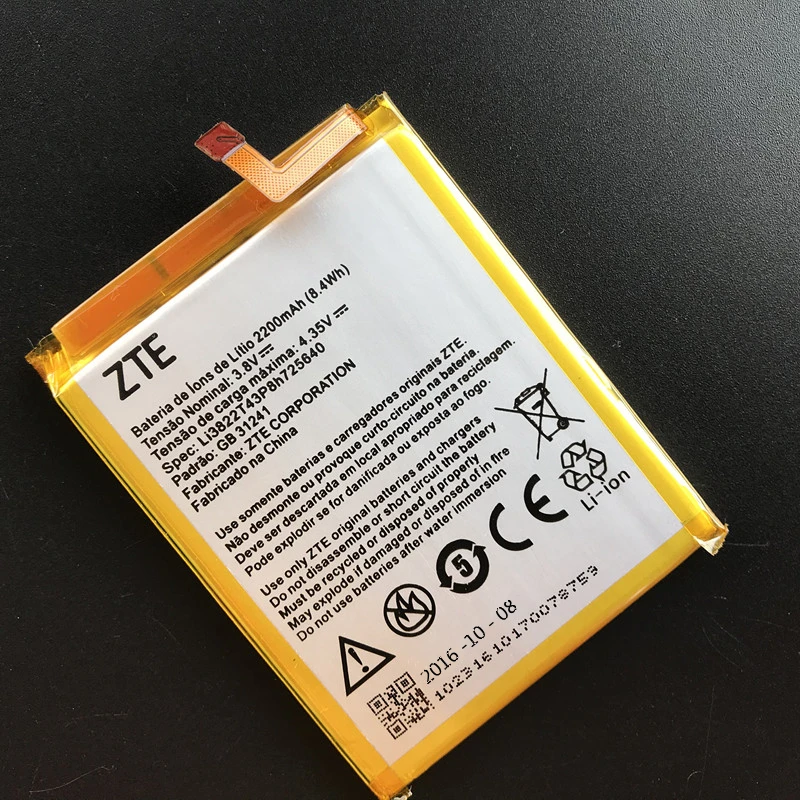 ZTE
Bateria de Íons de Lítio 2200mAh (8.4Wh)
Tensão Nominal: 3.8V
Tensão de carga máxima: 4.35V
Spec: Li3822T43P8h725640
Padrão: GB 31241
Fabricante: ZTE CORPORATION
Fabricado na China
Use somente baterias e carregadores originais ZTE.
Não desmonte ou provoque curto-circuito na bateria.
Deve ser descartada em local apropriado para reciclagem.
Pode explodir se for danificada ou exposta ao fogo.
Use only ZTE original batteries and chargers
Do not disassemble or short circuit the battery
Must be recycled or disposed of properly
May explode if damaged or disposed of in fire
Do not use batteries after water immersion
5
CE
Li-ion
2016-10-08
10231610170079759